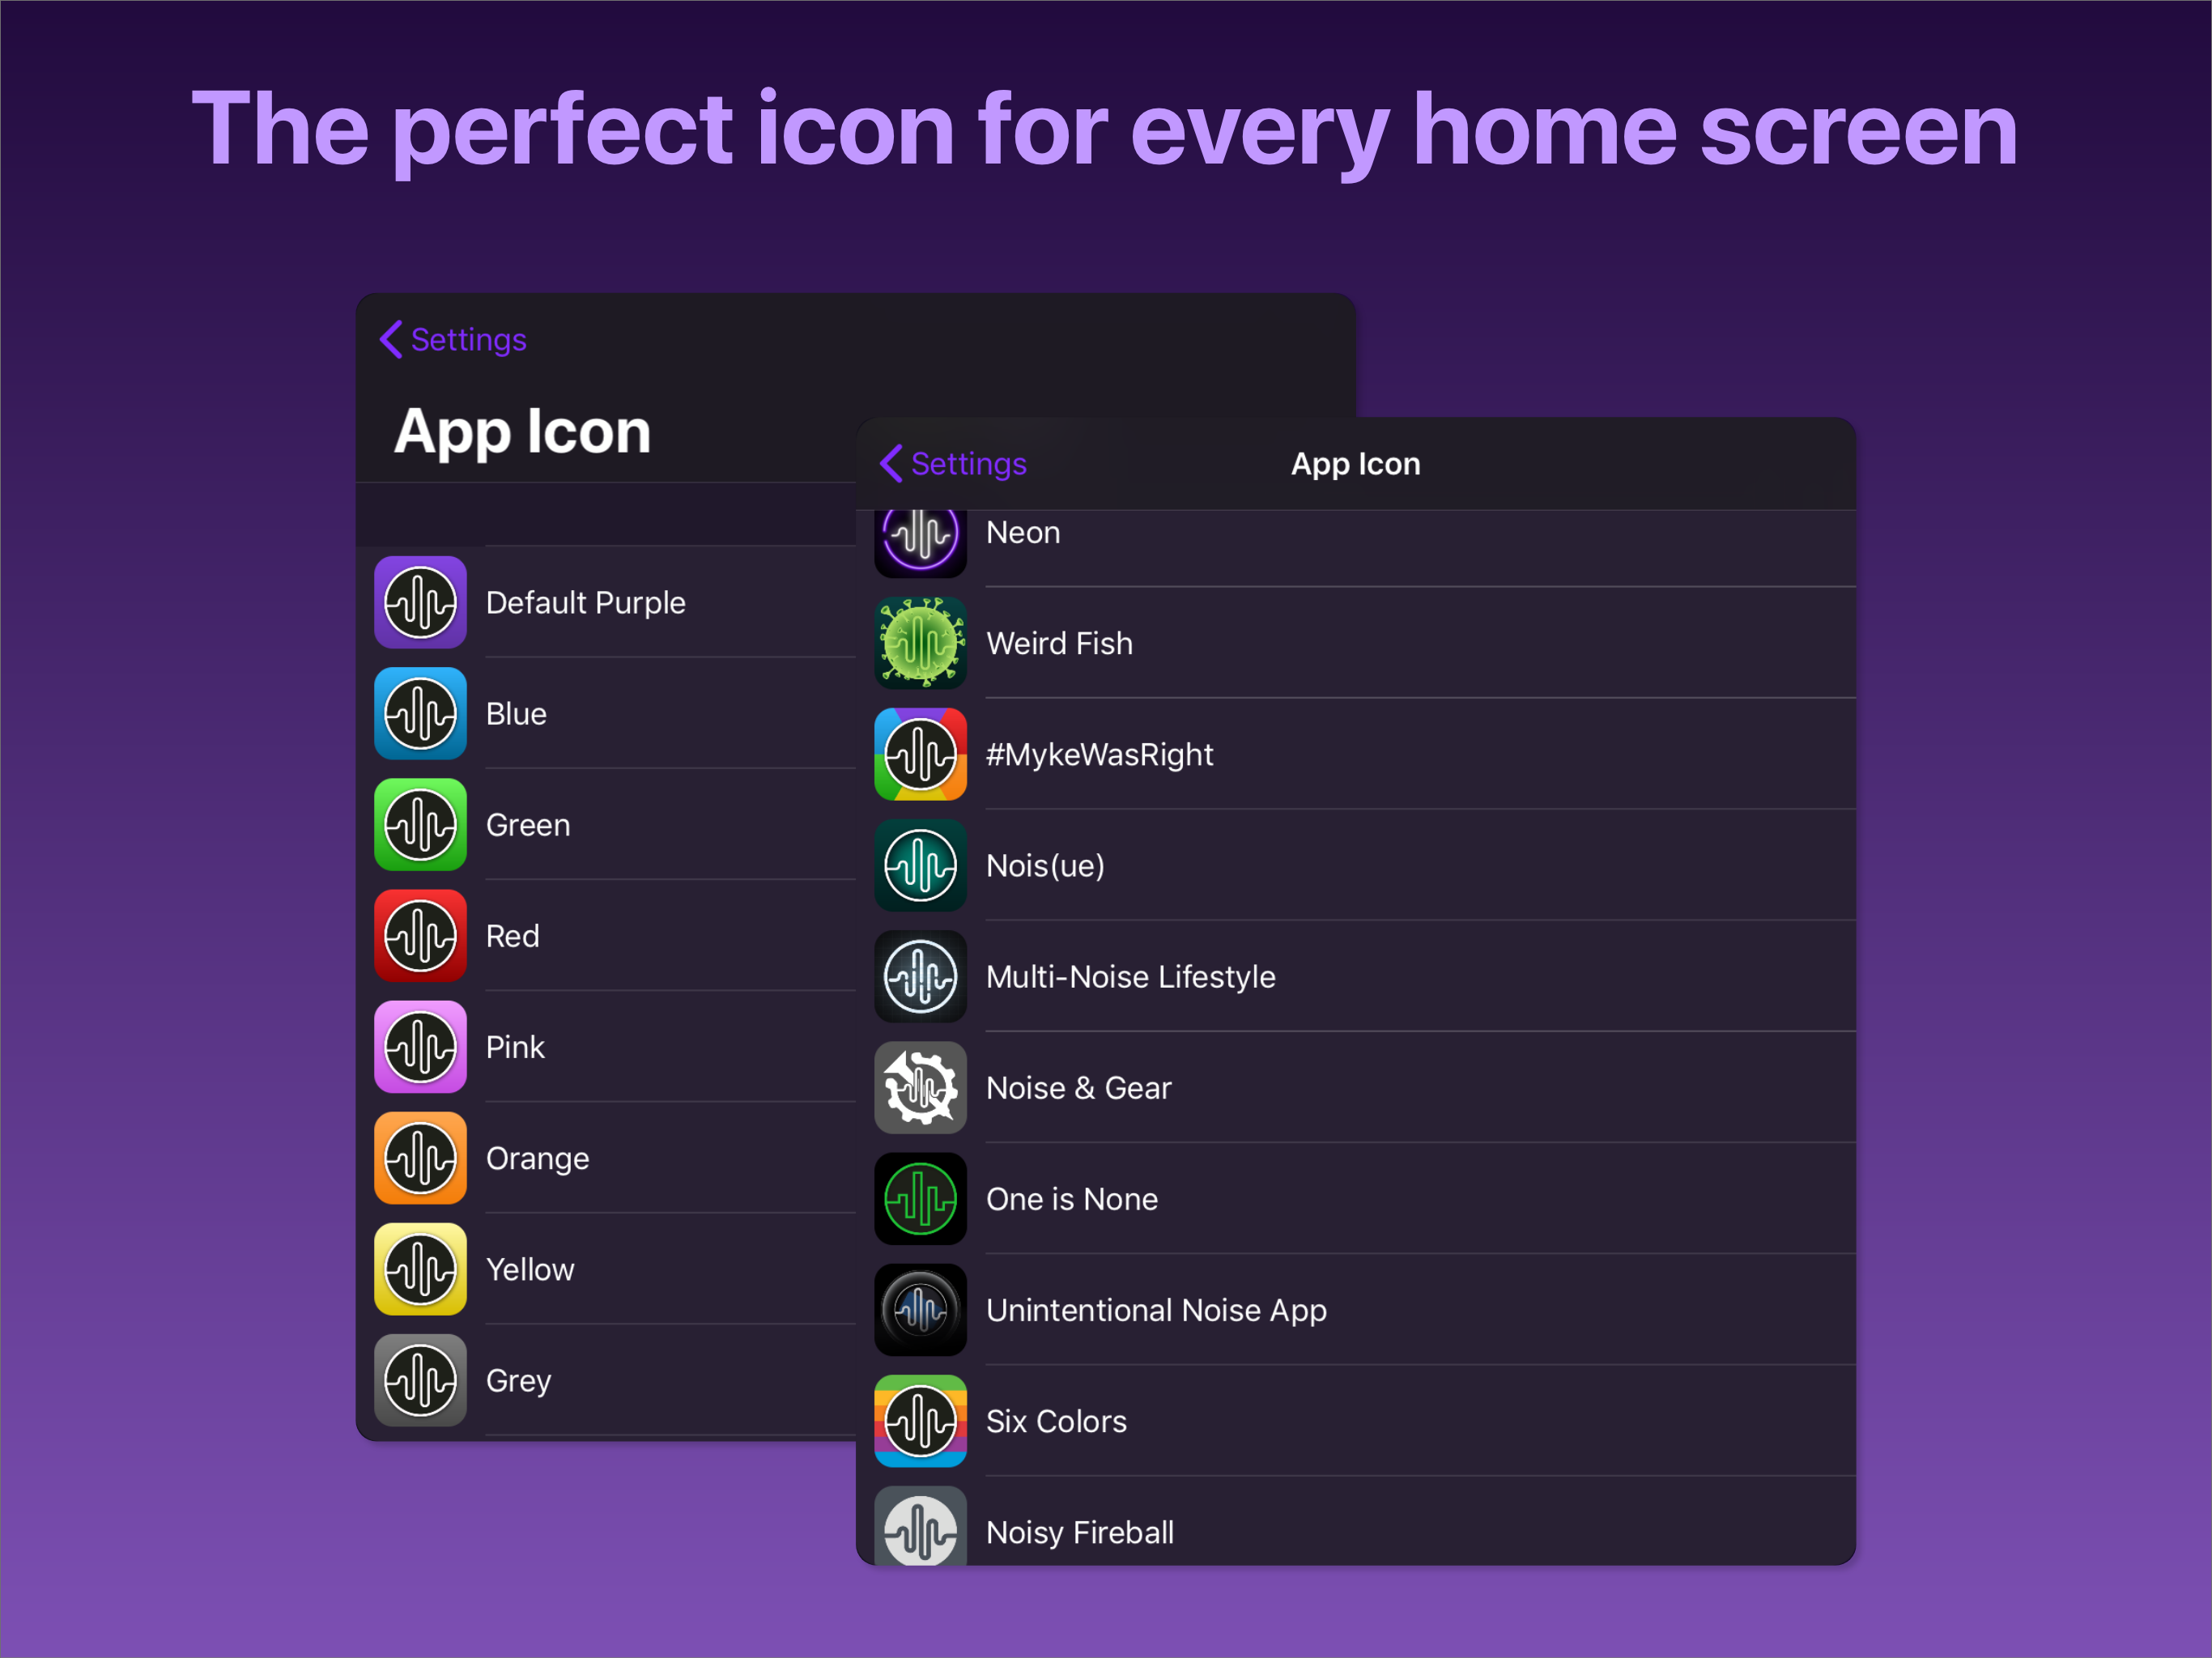 The perfect icon for every home screen
Settings
App Icon
Default Purple
Blue
Green
Red
Pink
Orange
Yellow
Grey
Settings
App Icon
Neon
Weird Fish
#MykeWasRight
Nois(ue)
Multi-Noise Lifestyle
Noise & Gear
One is None
Unintentional Noise App
Six Colors
Noisy Fireball